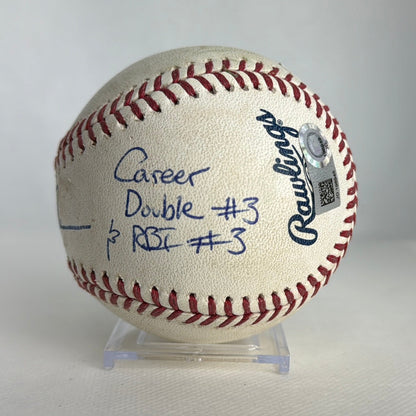 Career
Double #3
& RBI #3
Rawlings